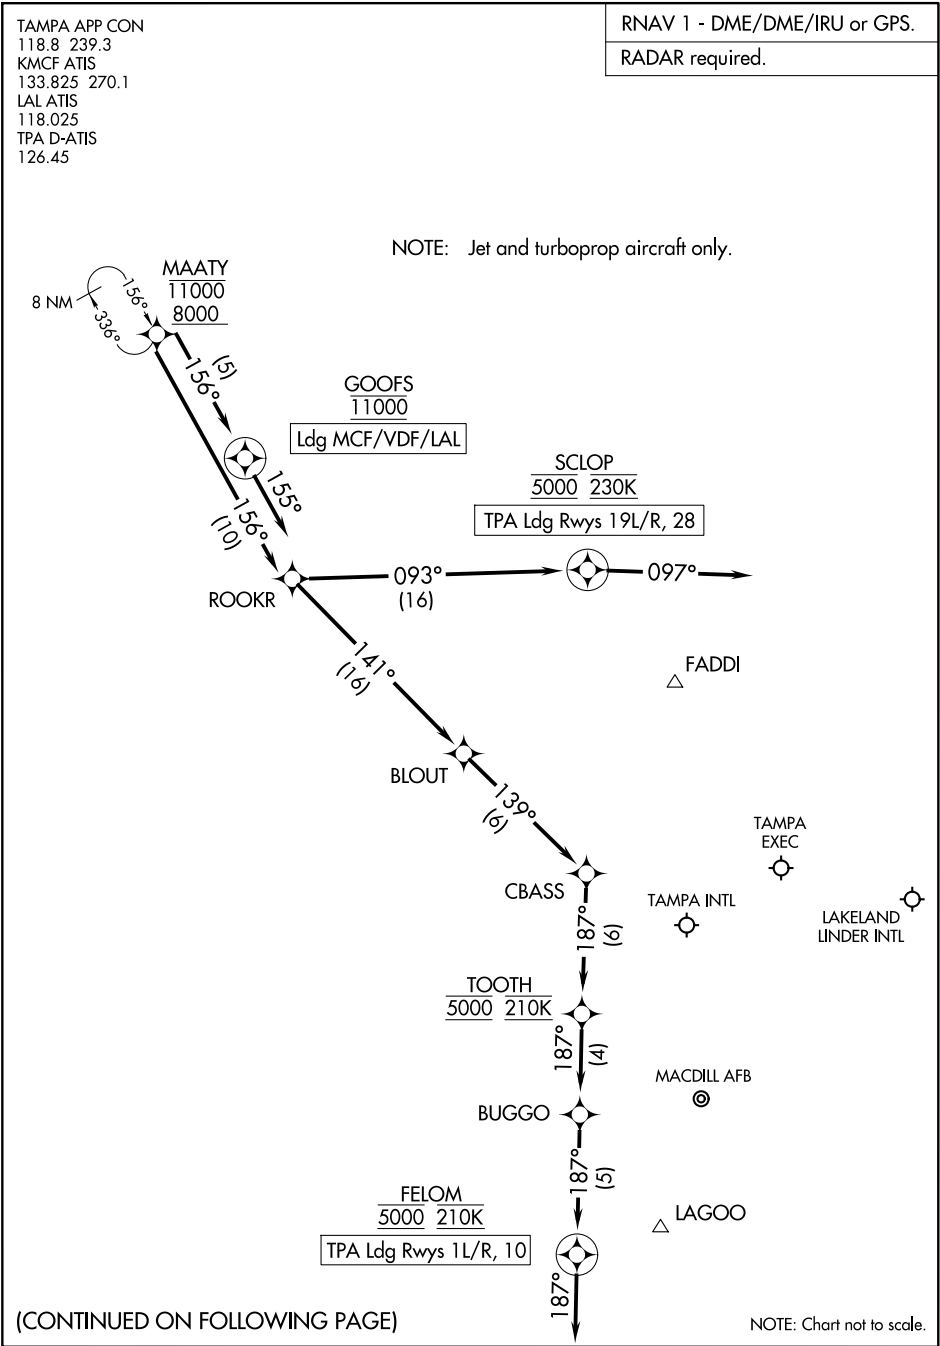 TAMPA APP CON
118.8 239.3
KMCF ATIS
133.825 270.1
LAL ATIS
118.025
TPA D-ATIS
126.45
RNAV 1 - DME/DME/IRU or GPS.
RADAR required.
NOTE: Jet and turboprop aircraft only.
MAATY
11000
8000
8 NM
156°
336°
(5)
156°
GOOFS
11000
Ldg MCF/VDF/LAL
155°
156°
(10)
SCLOP
5000 230K
TPA Ldg Rwys 19L/R, 28
ROOKR
093°
(16)
097°
141°
(16)
FADDI
BLOUT
139°
(6)
CBASS
TAMPA
EXEC
TAMPA INTL
LAKELAND
LINDER INTL
187°
(6)
TOOTH
5000 210K
187°
(4)
MACDILL AFB
BUGGO
187°
(5)
FELOM
5000 210K
TPA Ldg Rwys 1L/R, 10
LAGOO
187°
(CONTINUED ON FOLLOWING PAGE)
NOTE: Chart not to scale.